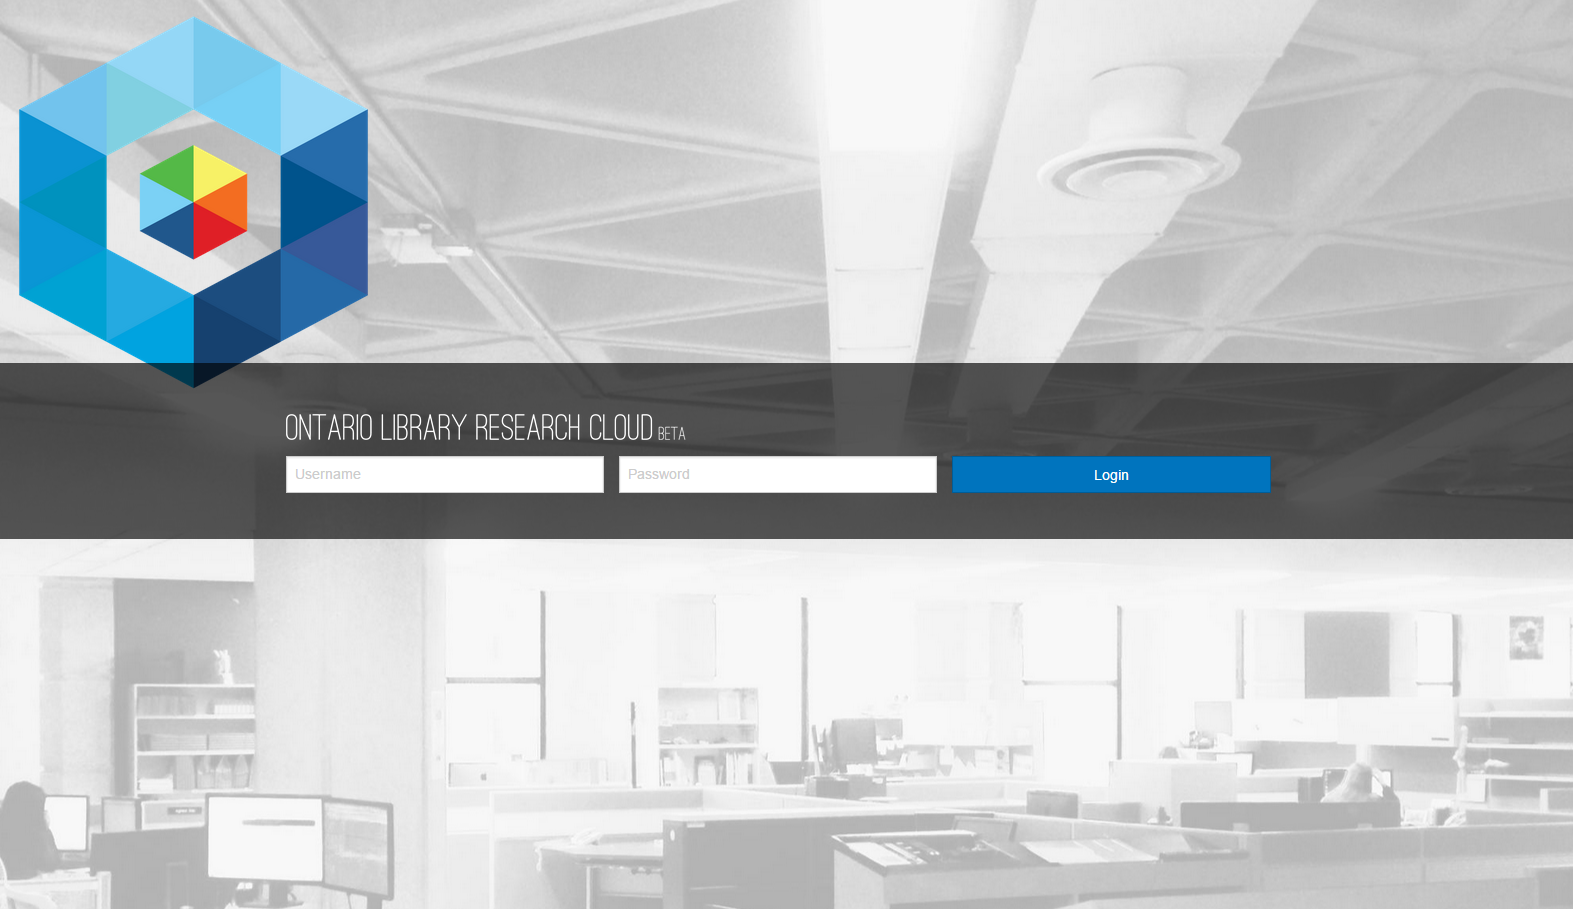 ONTARIO LIBRARY RESEARCH CLOUD BETA
Username Password Login